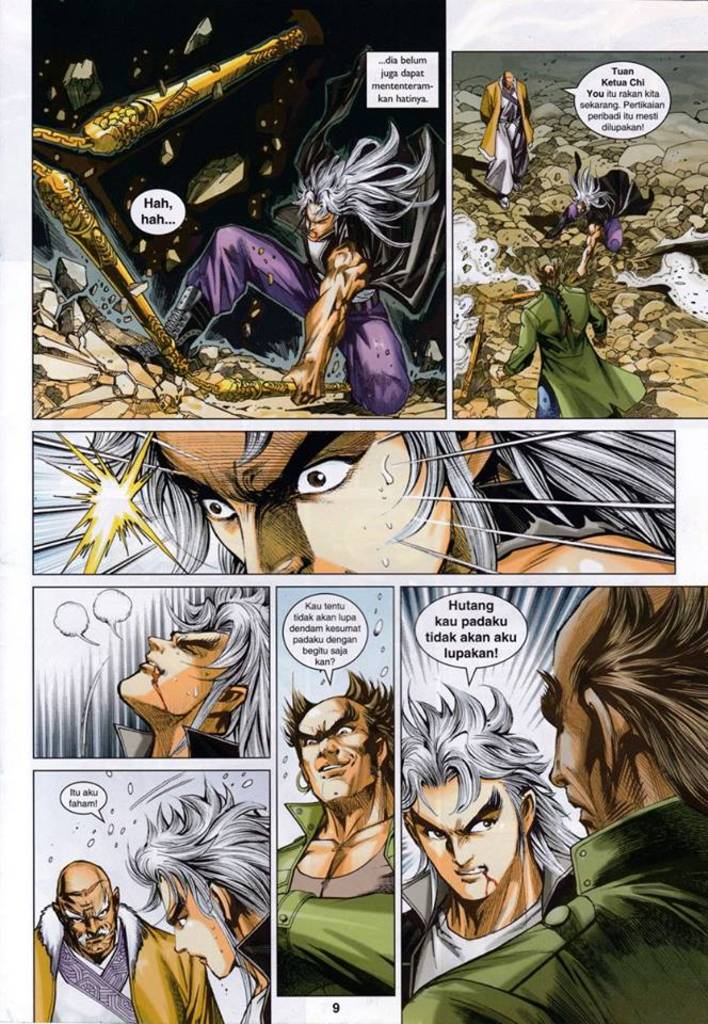 ...dia belum
juga dapat
mententeram-
kan hatinya.
Hah,
hah...
Tuan
Ketua Chi
You itu rakan kita
sekarang. Pertikaian
peribadi itu mesti
dilupakan!
Itu aku
faham!
Kau tentu
tidak akan lupa
dendam kesumat
padaku dengan
begitu saja
kan?
Hutang
kau padaku
tidak akan aku
lupakan!
9